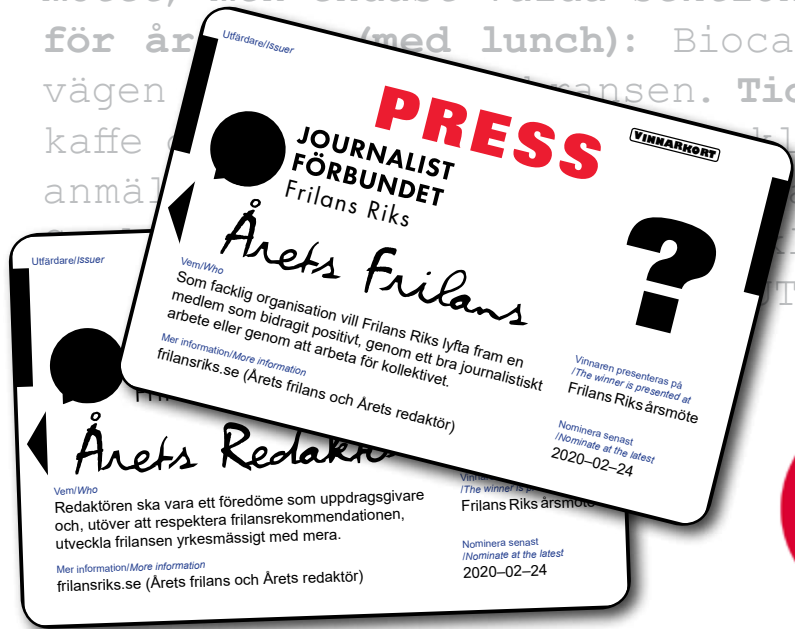 för år (med lunch): Bioca
vägen ansen. Tid
kaffe
anmäl
Utfärdare/Issuer
PRESS
VINNARKORT
JOURNALIST
FÖRBUNDET
Frilans Riks
?
Årets Frilans
Vem/Who
Som facklig organisation vill Frilans Riks lyfta fram en
medlem som bidragit positivt, genom ett bra journalistiskt
arbete eller genom att arbeta för kollektivet.
Mer information/More information
frilansriks.se (Årets frilans och Årets redaktör)
Vinnaren presenteras på
/The winner is presented at
Frilans Riks årsmöte
Nominera senast
/Nominate at the latest
2020–02–24
Utfärdare/Issuer
Årets Redakt
Vem/Who
Redaktören ska vara ett föredöme som uppdragsgivare
och, utöver att respektera frilansrekommendationen,
utveckla frilansen yrkesmässigt med mera.
Mer information/More information
frilansriks.se (Årets frilans och Årets redaktör)
/The winner is
Frilans Riks årsmöte
Nominera senast
/Nominate at the latest
2020–02–24